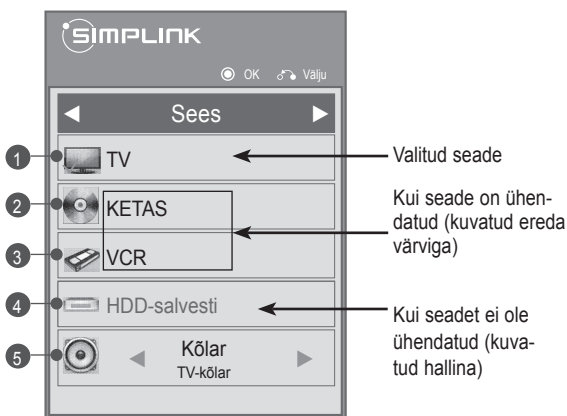 SIMPLINK
OK Välju
Sees
1 TV
Valitud seade
2 KETAS
3 VCR
Kui seade on ühen-
datud (kuvatud ereda
värviga)
4 HDD-salvesti
Kui seadet ei ole
ühendatud (kuva-
tud hallina)
5 Kõlar
TV-kõlar